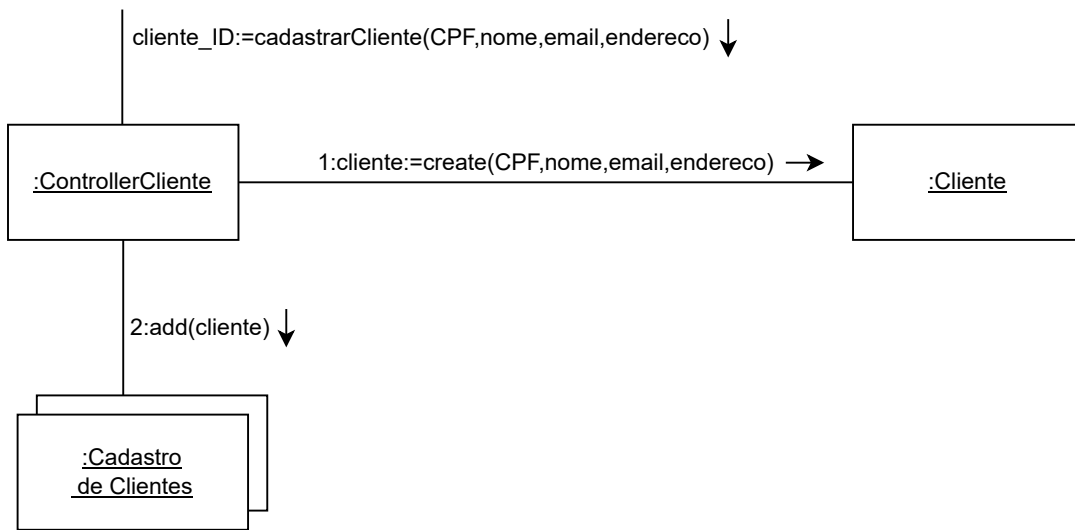 cliente_ID:=cadastrarCliente(CPF,nome,email,endereco)
:ControllerCliente
1:cliente:=create(CPF,nome,email,endereco)
:Cliente
2:add(cliente)
:Cadastro
de Clientes